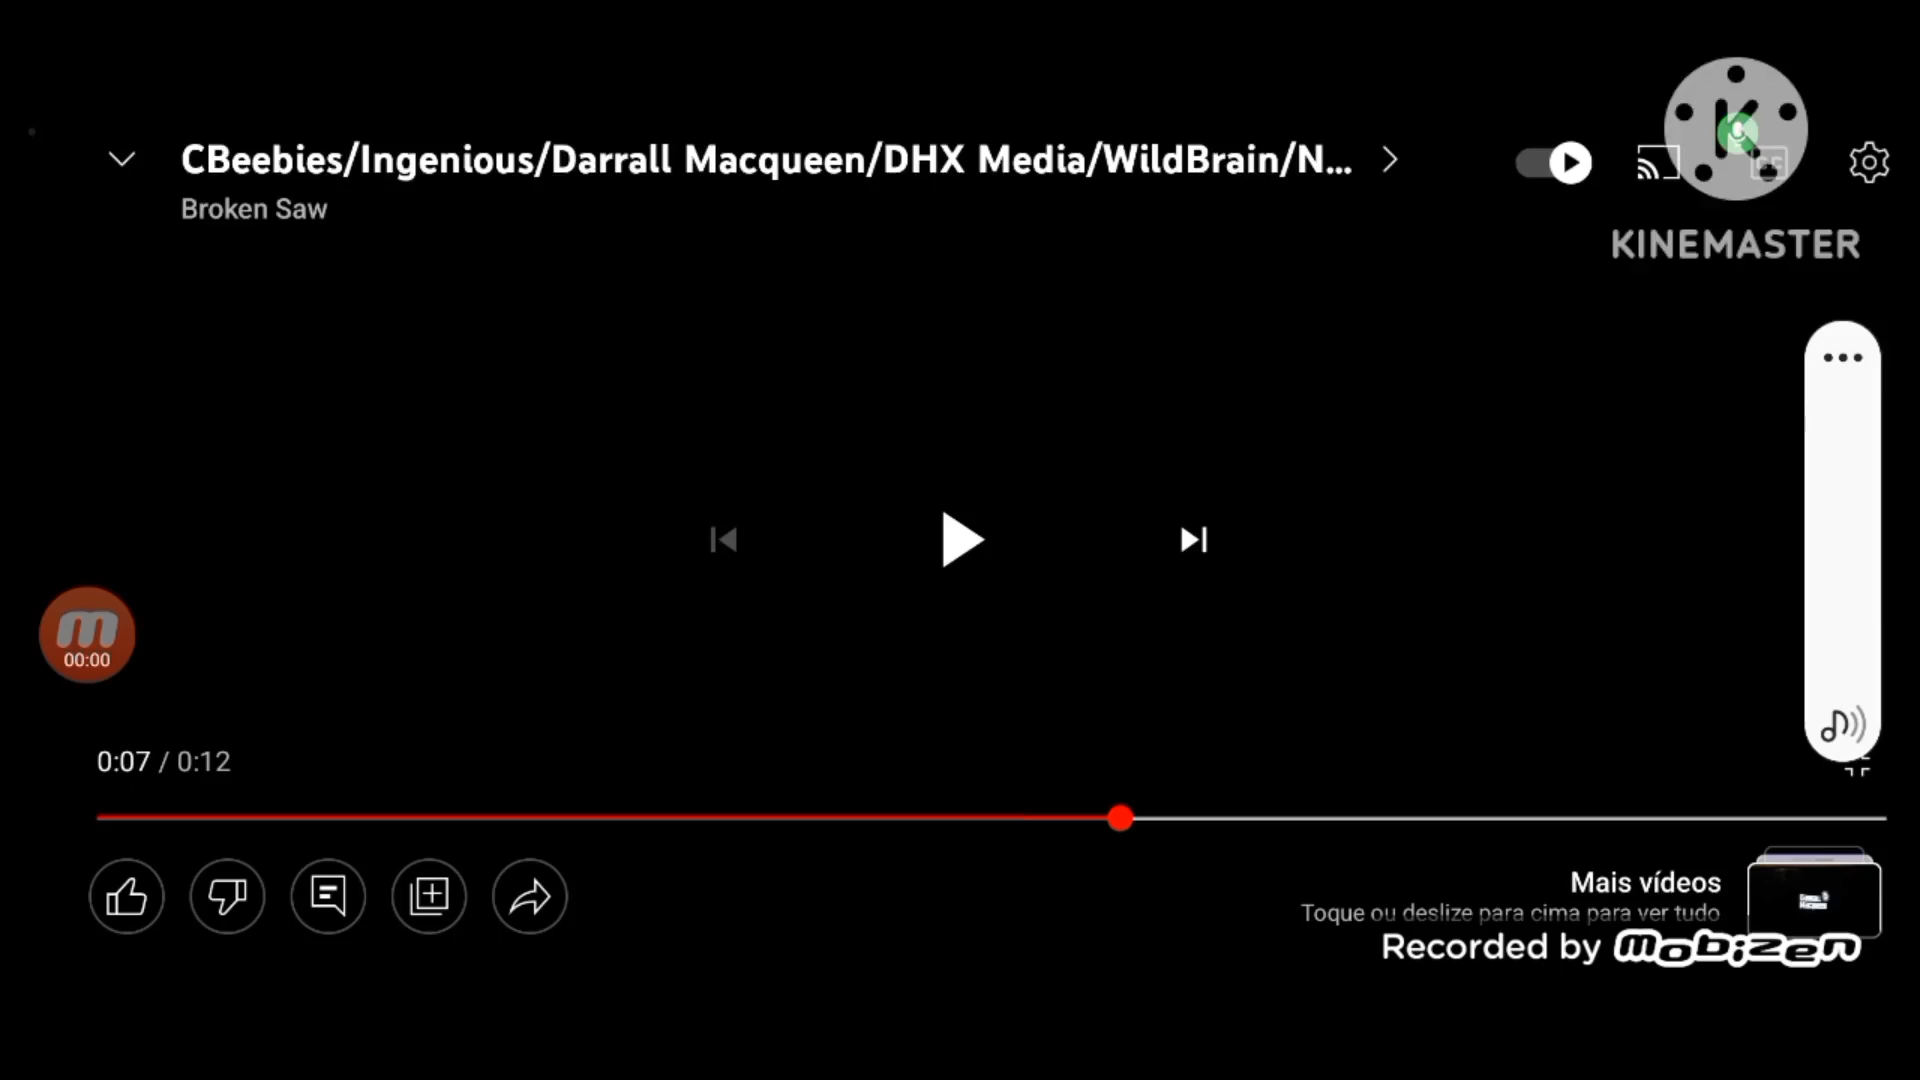 CBeebies/Ingenious/Darrall Macqueen/DHX Media/WildBrain/N...
Broken Saw
KINEMASTER
00:00
0:07 / 0:12
Mais vídeos
Toque ou deslize para cima para ver tudo
Recorded by mobizen